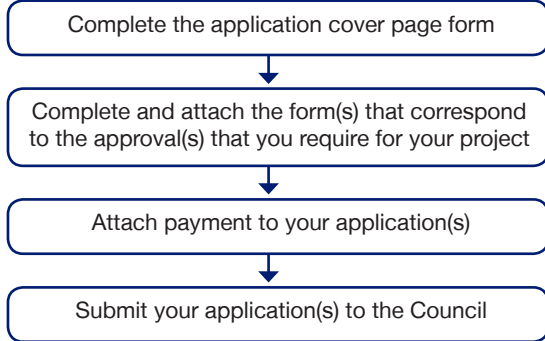 Complete the application cover page form
Complete and attach the form(s) that correspond
to the approval(s) that you require for your project
Attach payment to your application(s)
Submit your application(s) to the Council